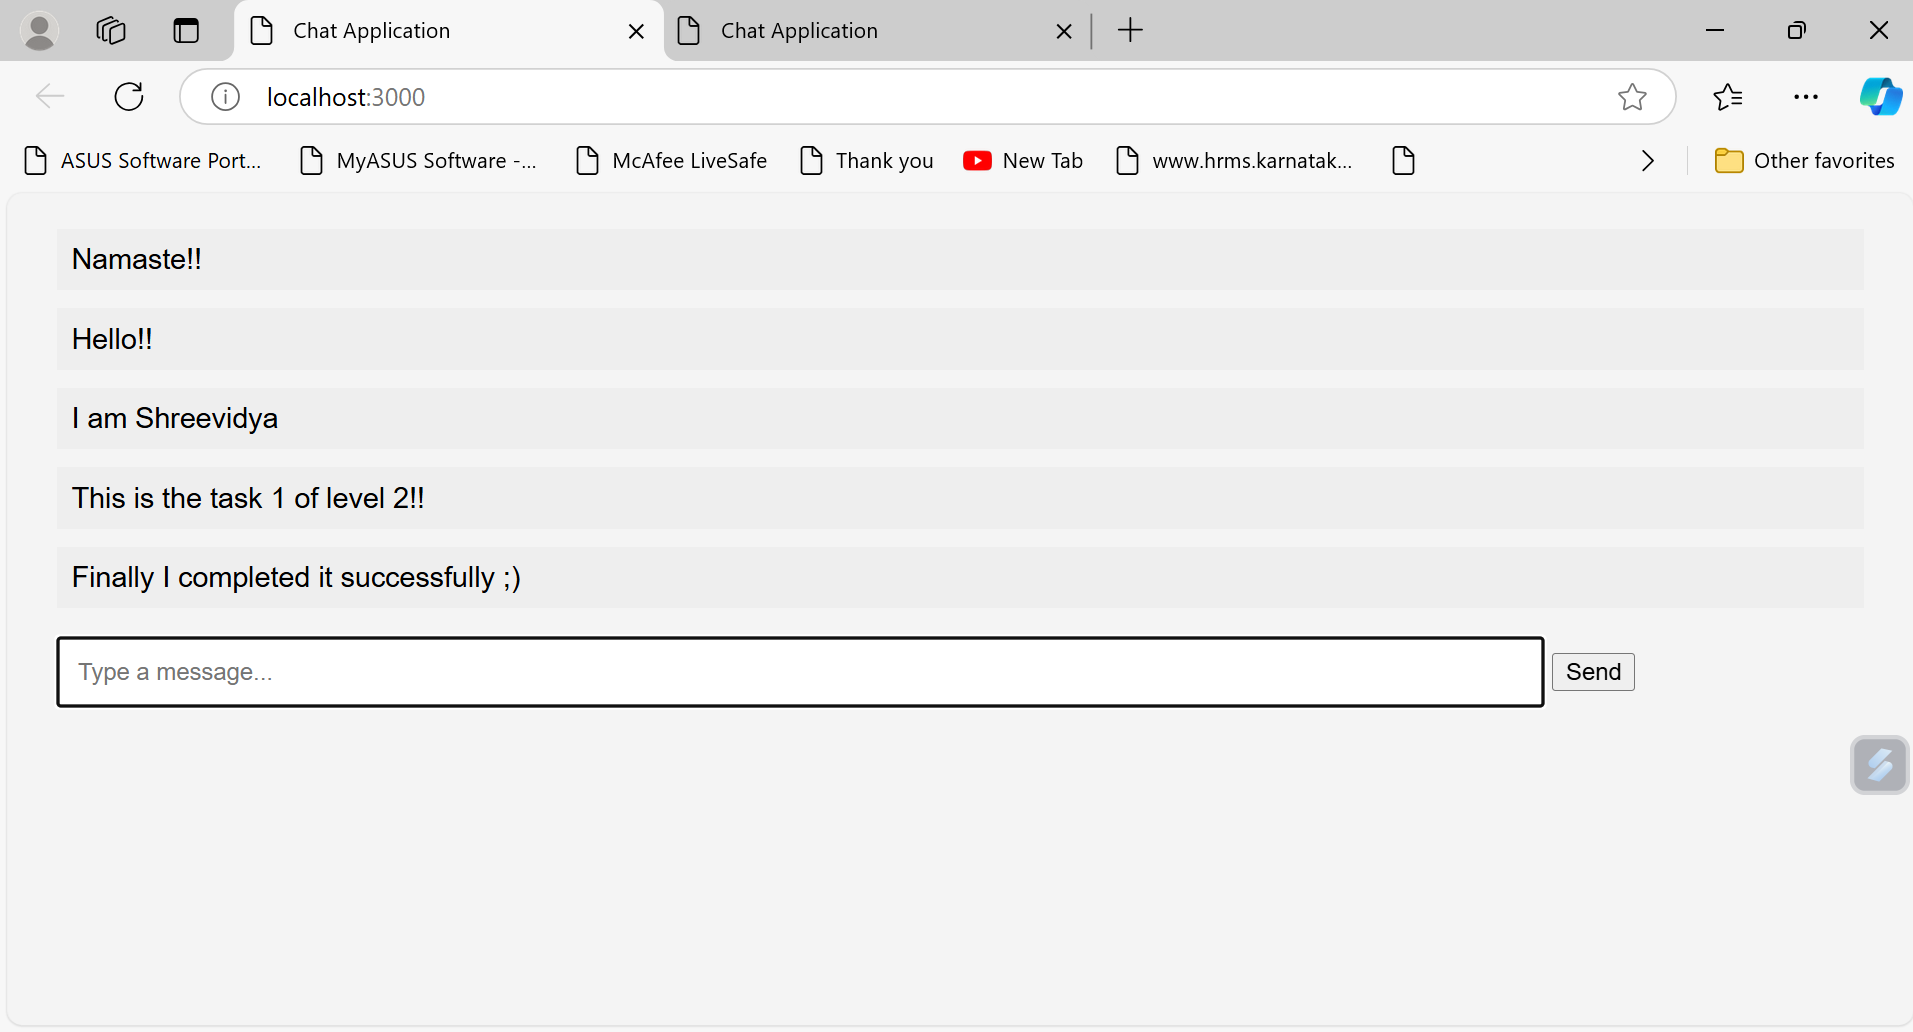 Chat Application
Chat Application
localhost:3000
ASUS Software Port...
MyASUS Software -...
McAfee LiveSafe
Thank you
New Tab
www.hrms.karnatak...
Other favorites
Namaste!!
Hello!!
I am Shreevidya
This is the task 1 of level 2!!
Finally I completed it successfully ;)
Type a message...
Send